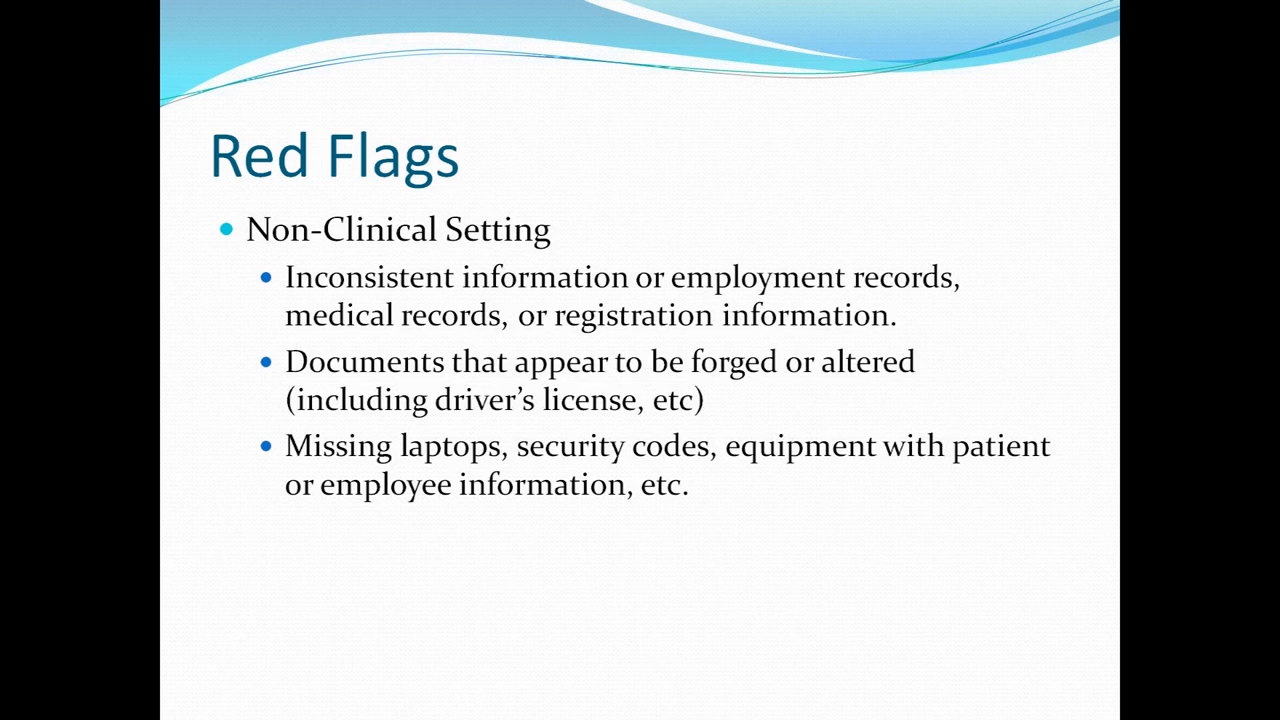 Red Flags
Non-Clinical Setting
Inconsistent information or employment records,
medical records, or registration information.
Documents that appear to be forged or altered
(including driver’s license, etc)
Missing laptops, security codes, equipment with patient
or employee information, etc.